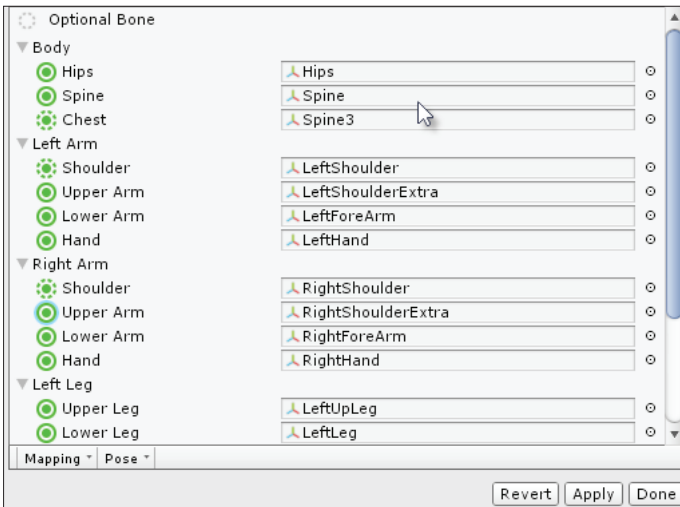 Optional Bone
Body
Hips Hips
Spine Spine
Chest Spine3
Left Arm
Shoulder LeftShoulder
Upper Arm LeftShoulderExtra
Lower Arm LeftForeArm
Hand LeftHand
Right Arm
Shoulder RightShoulder
Upper Arm RightShoulderExtra
Lower Arm RightForeArm
Hand RightHand
Left Leg
Upper Leg LeftUpLeg
Lower Leg LeftLeg
Mapping Pose
Revert Apply Done